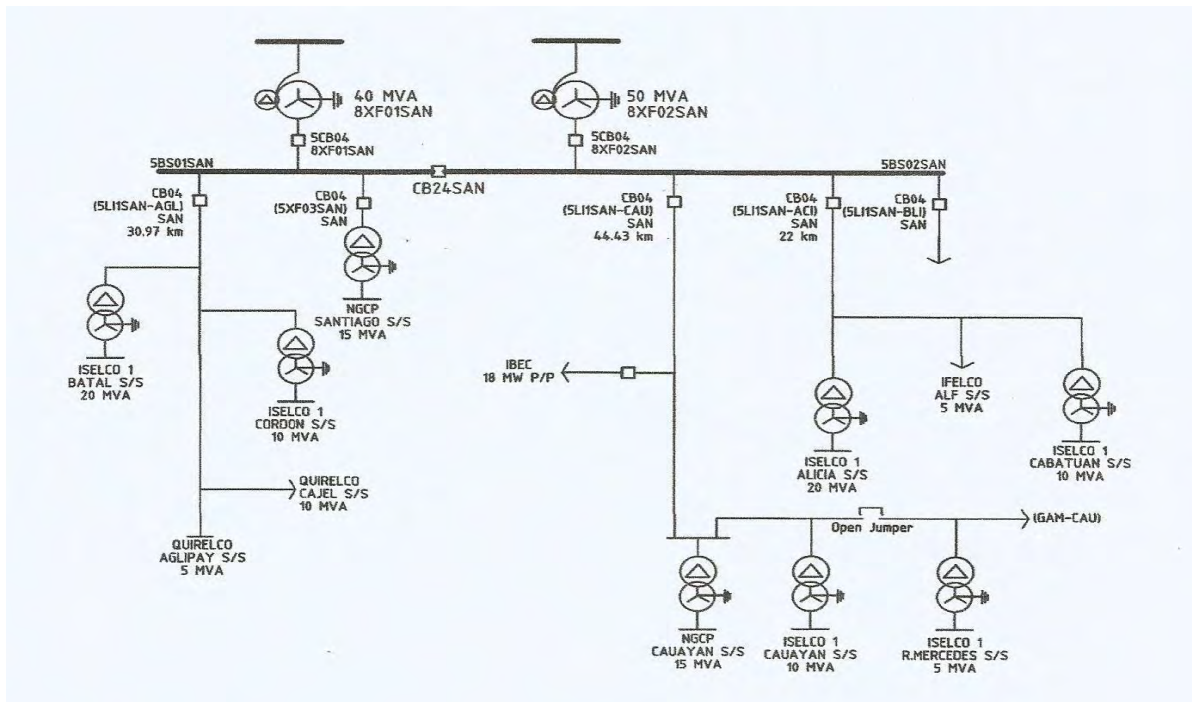 40 MVA
8XF01SAN
50 MVA
8XF02SAN
5CB04
8XF01SAN
5CB04
8XF02SAN
5BS01SAN
CB24SAN
5BS02SAN
CB04
(5LI1SAN-AGL)
SAN
30.97 km
CB04
(5XF03SAN)
SAN
CB04
(5LI1SAN-CAU)
SAN
44.43 km
CB04
(5LI1SAN-ACI)
SAN
22 km
CB04
(5LI1SAN-BLI)
SAN
NGCP
SANTIAGO S/S
15 MVA
ISELCO 1
BATAL S/S
20 MVA
ISELCO 1
CORDON S/S
10 MVA
IBEC
18 MW P/P
IFELCO
ALF S/S
5 MVA
ISELCO 1
ALICIA S/S
20 MVA
ISELCO 1
CABATUAN S/S
10 MVA
QUIRELCO
CAJEL S/S
10 MVA
QUIRELCO
AGLIPAY S/S
5 MVA
Open Jumper
(GAM-CAU)
NGCP
CAUAYAN S/S
15 MVA
ISELCO 1
CAUAYAN S/S
10 MVA
ISELCO 1
R.MERCEDES S/S
5 MVA